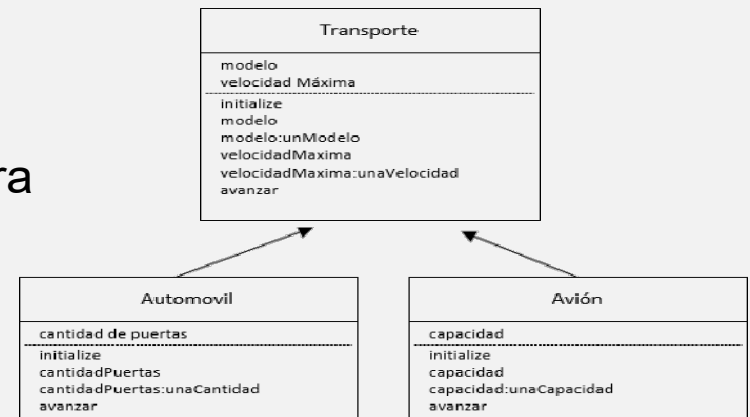 Transporte
modelo
velocidad Máxima
initialize
modelo
modelo:unModelo
velocidadMaxima
velocidadMaxima:unaVelocidad
avanzar
ra
Automovil
cantidad de puertas
initialize
cantidadPuertas
cantidadPuertas:unaCantidad
avanzar
Avión
capacidad
initialize
capacidad
capacidad:unaCapacidad
avanzar